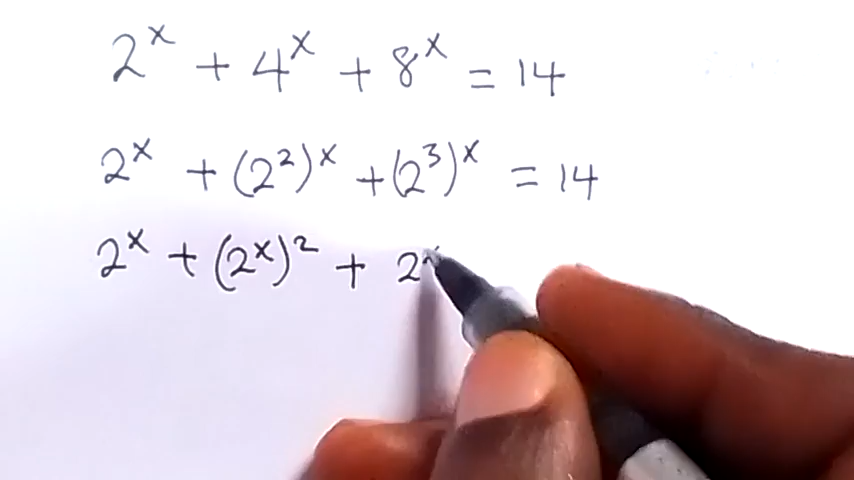 2^x + 4^x + 8^x = 14
2^x + (2^2)^x + (2^3)^x = 14
2^x + (2^x)^2 + 2